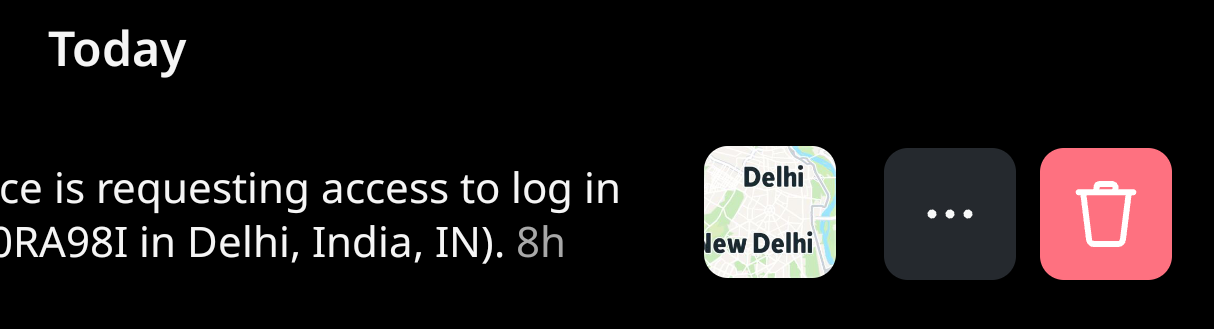 Today
ce is requesting access to log in
0RA98I in Delhi, India, IN). 8h
Delhi
New Delhi